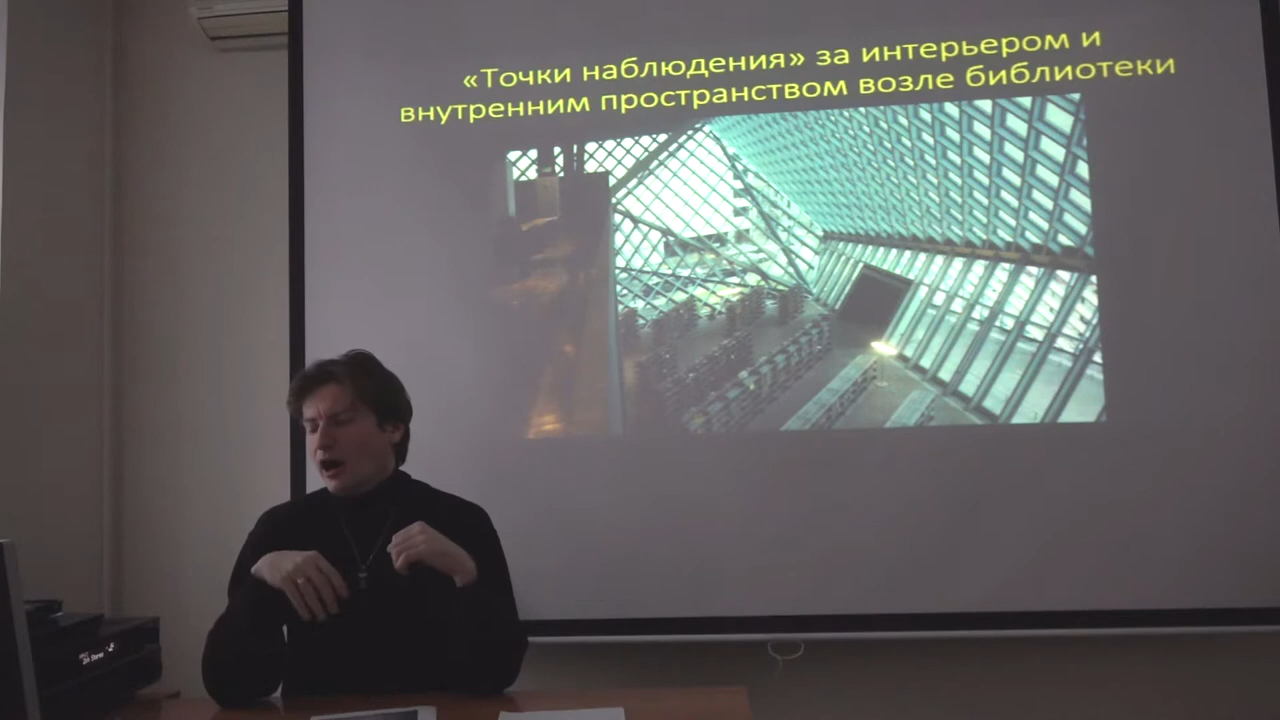 «Точки наблюдения» за интерьером и
внутренним пространством возле библиотеки